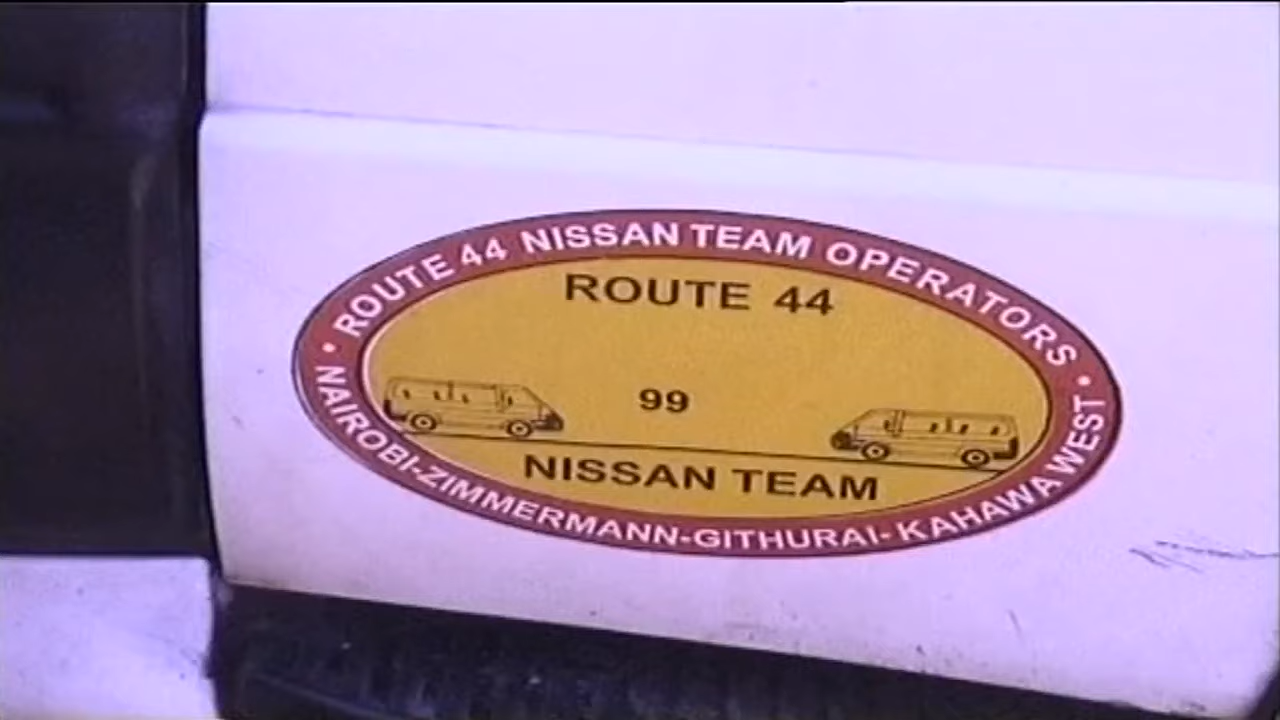 ROUTE 44 NISSAN TEAM OPERATORS
ROUTE 44
99
NISSAN TEAM
NAIROBI-ZIMMERMANN-GITHURAI-KAHAWA WEST